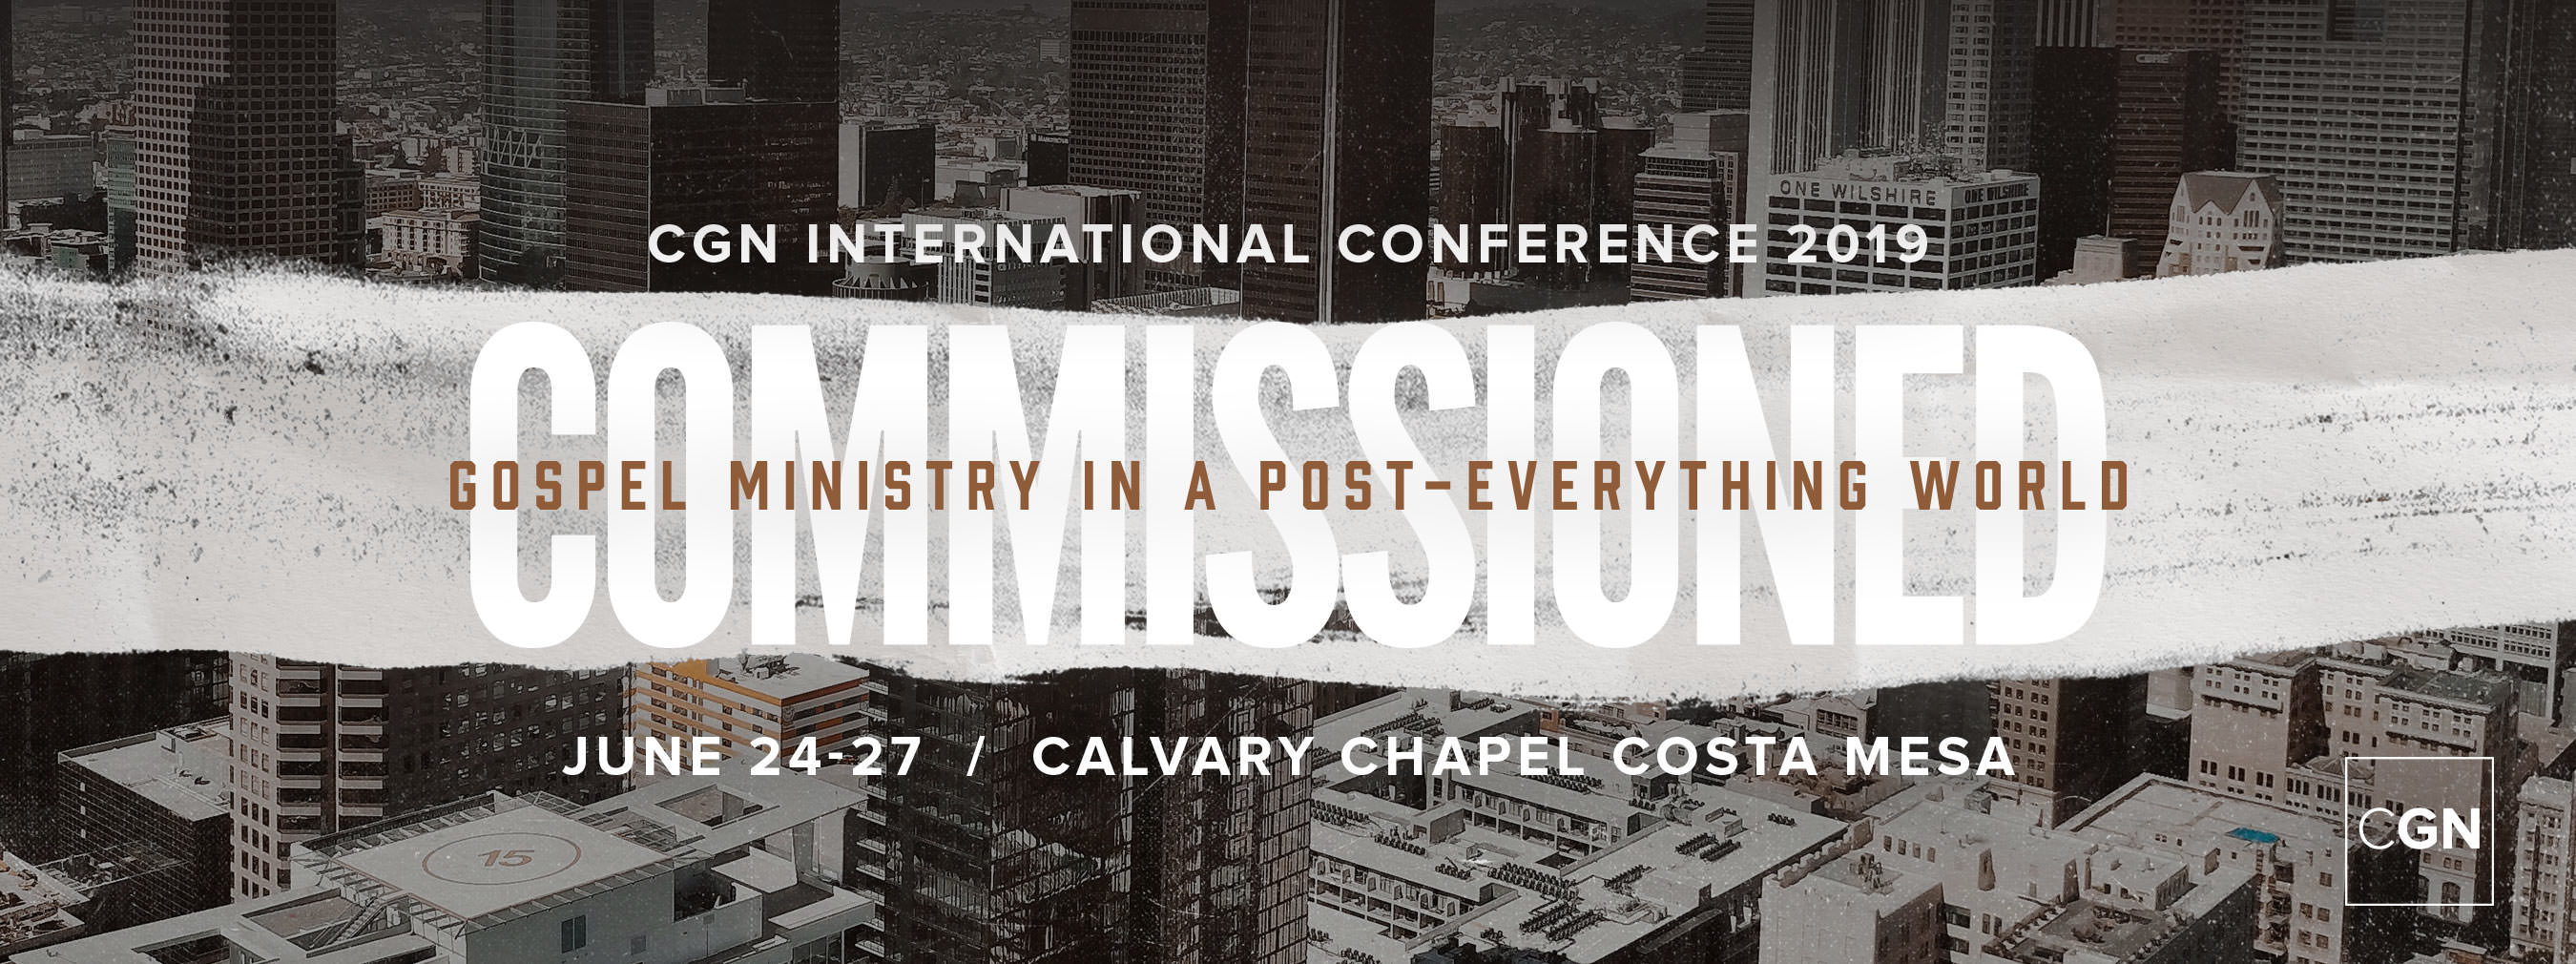 ONE WILSHIRE ONE WILSHIRE
CGN INTERNATIONAL CONFERENCE 2019
COMMISSIONED
GOSPEL MINISTRY IN A POST-EVERYTHING WORLD
JUNE 24-27 / CALVARY CHAPEL COSTA MESA
15
CGN